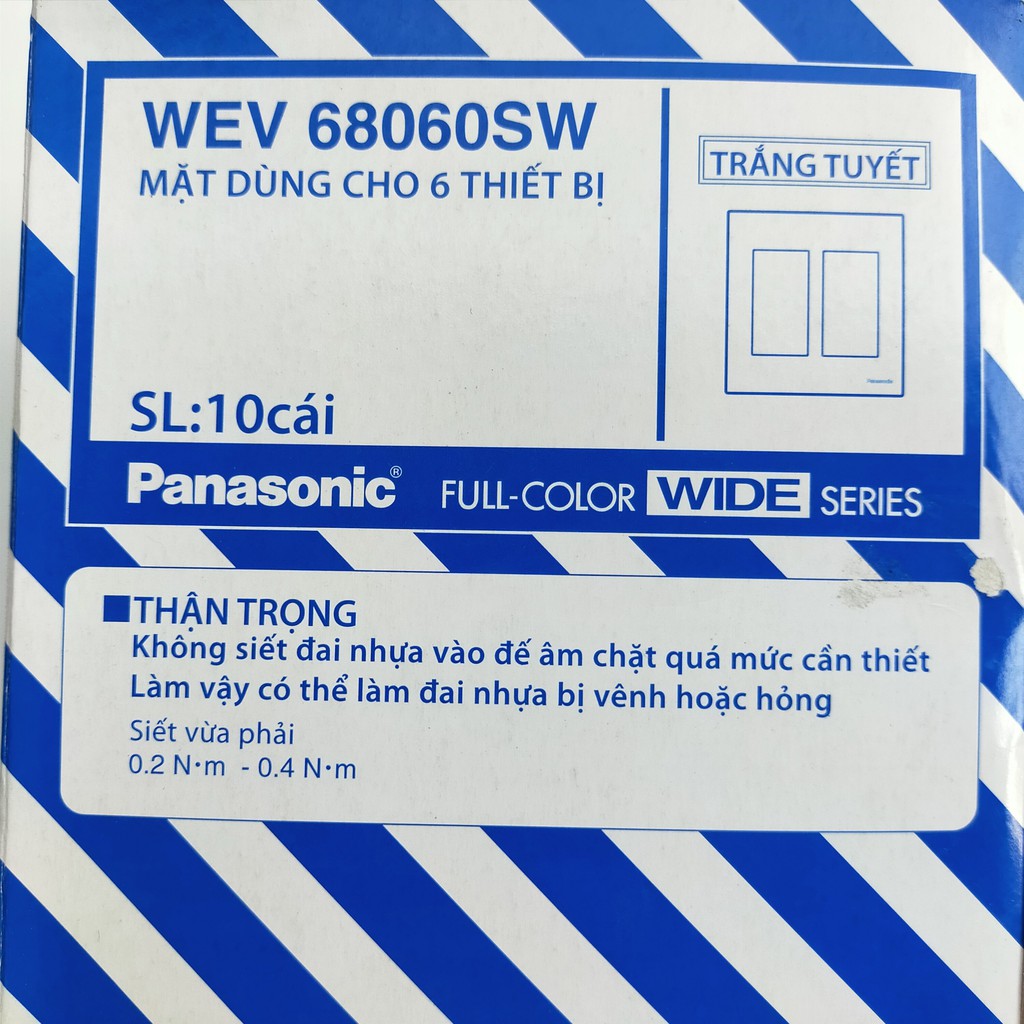 WEV 68060SW
MẶT DÙNG CHO 6 THIẾT BỊ
SL:10cái
TRẮNG TUYẾT
Panasonic
Panasonic® FULL-COLOR WIDE SERIES
■THẬN TRỌNG
Không siết đai nhựa vào đế âm chặt quá mức cần thiết
Làm vậy có thể làm đai nhựa bị vênh hoặc hỏng
Siết vừa phải
0.2 N·m - 0.4 N·m